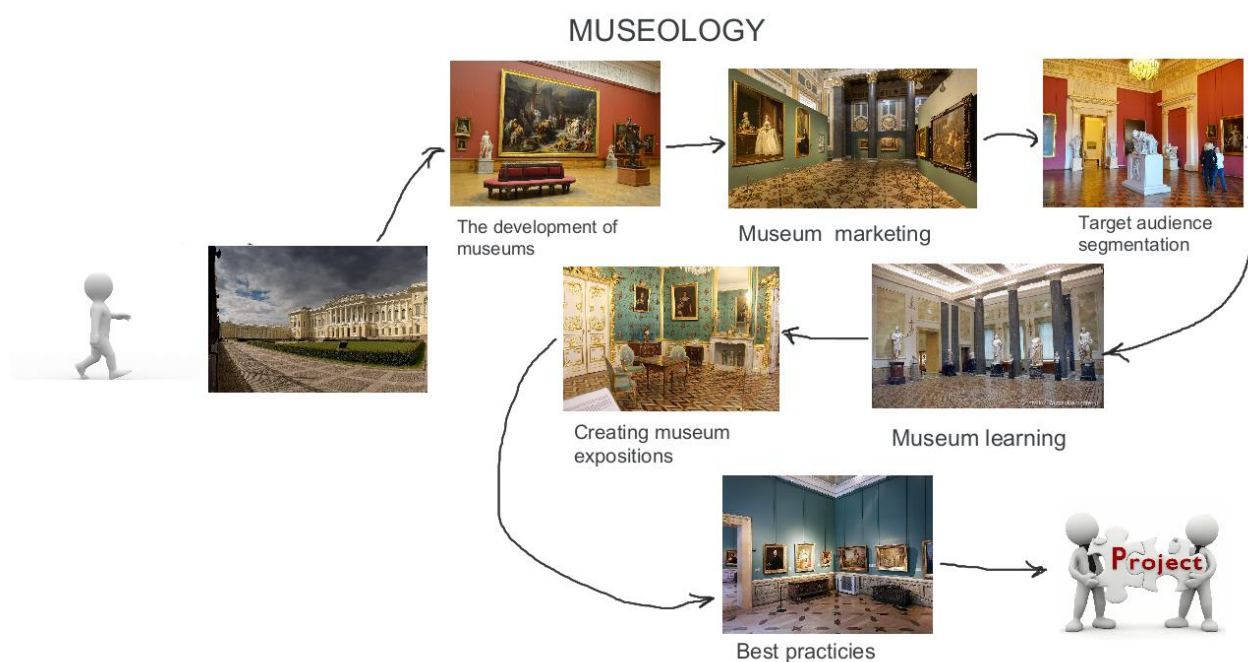 MUSEOLOGY
The development of
museums
Museum marketing
Target audience
segmentation
Creating museum
expositions
Museum learning
Best practicies
Project